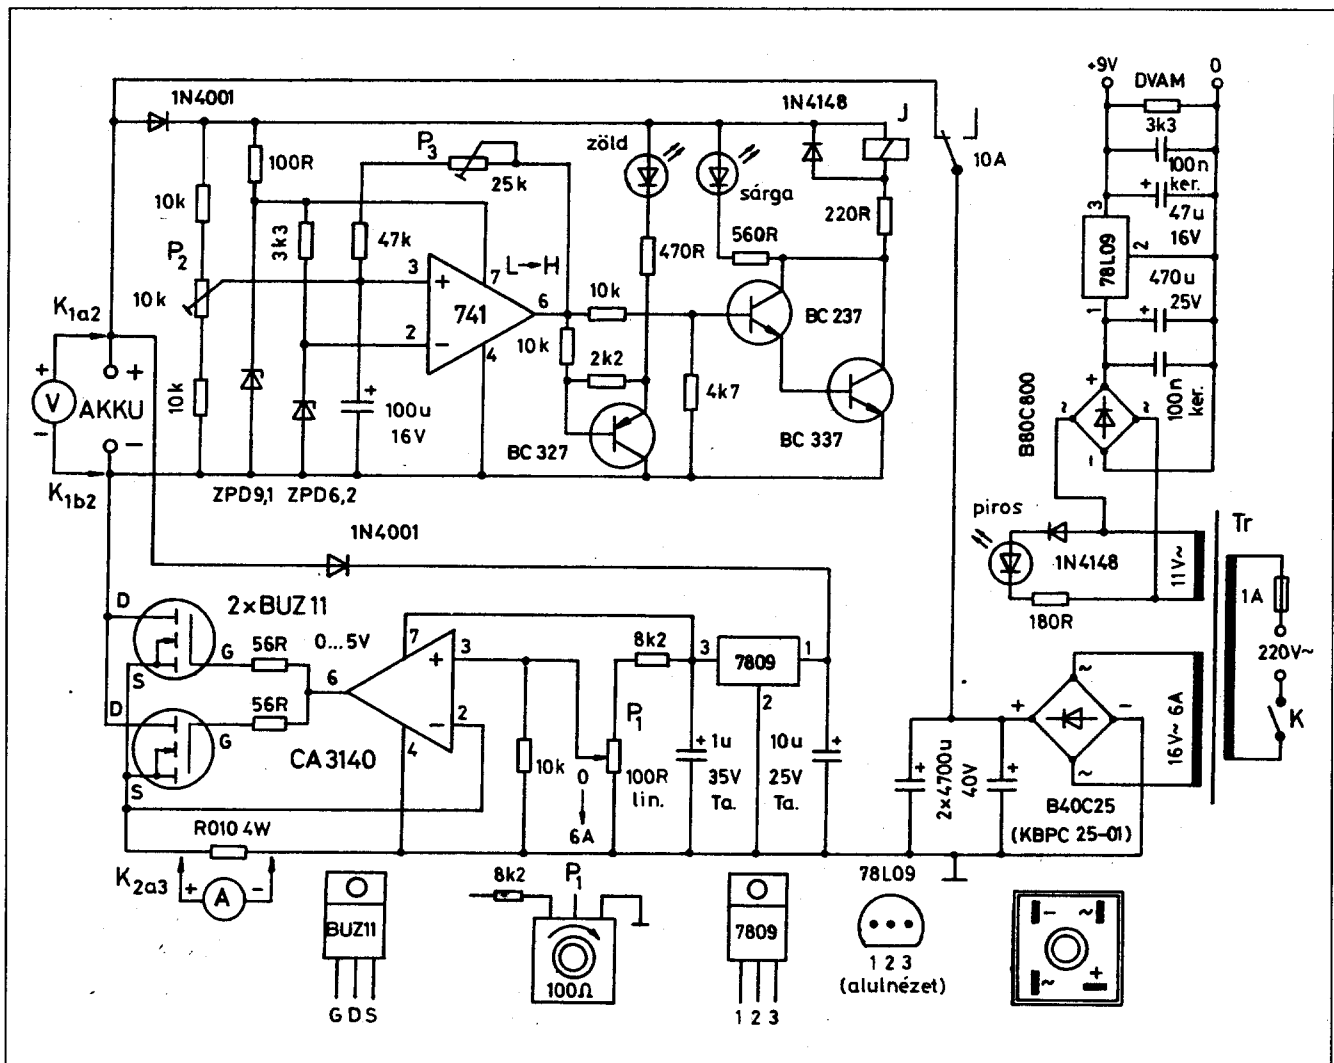 +9V
0
DVAM
3k3
100n
ker.
+
47u
16V
3
78L09
2
1
470u
25V
+
100n
ker.
B80C800
+
~
~
-
1N4001
100R
P3
25k
zöld
1N4148
J
10A
sárga
220R
10k
3k3
47k
P2
10k
L→H
3
+
7
741
6
2
-
4
470R
560R
10k
10k
BC 237
2k2
4k7
BC 337
BC 327
K1a2
+
V
-
+
AKKU
-
10k
+
100u
16V
K1b2
ZPD9,1
ZPD6,2
piros
1N4148
180R
11V~
Tr
1A
220V~
K
1N4001
2×BUZ11
D
G
S
56R
0...5V
7
+
3
6
-
2
4
D
G
S
56R
CA3140
8k2
3
7809
1
2
P1
10k
0
↓
6A
100R
lin.
+
1u
35V
Ta.
+
10u
25V
Ta.
+
2×4700u
40V
+
+
~
-
~
16V~ 6A
B40C25
(KBPC 25-01)
R010 4W
K2a3
+
A
-
BUZ11
G D S
8k2
P1
100Ω
7809
1 2 3
78L09
1 2 3
(alulnézet)
-
~
~
+